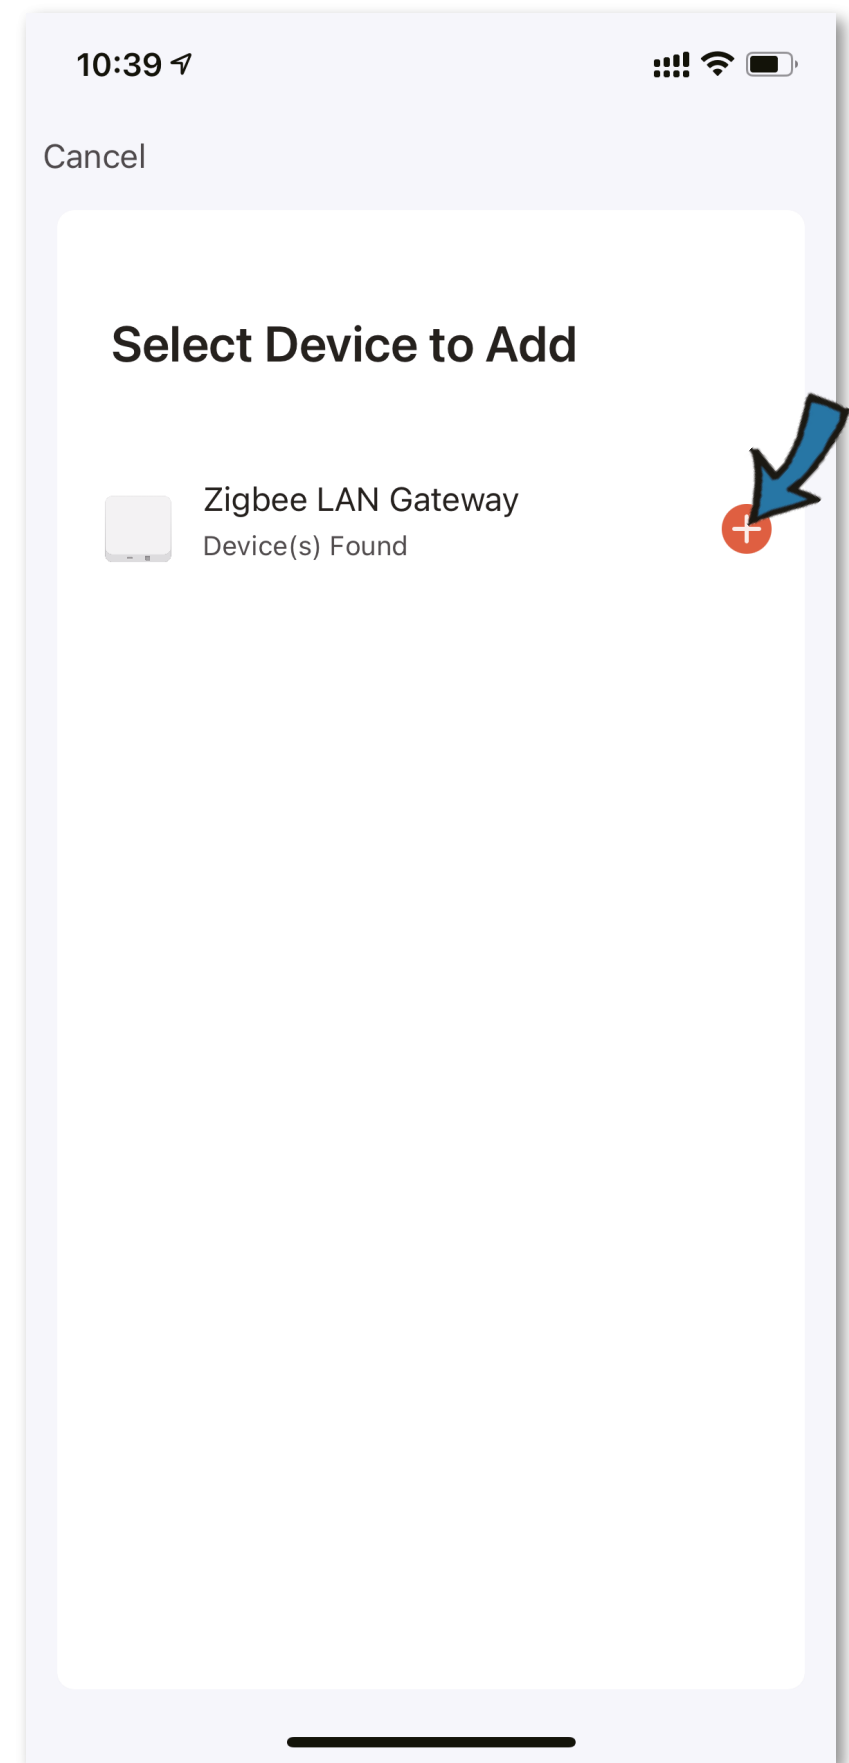 10:39
Cancel
Select Device to Add
Zigbee LAN Gateway
Device(s) Found